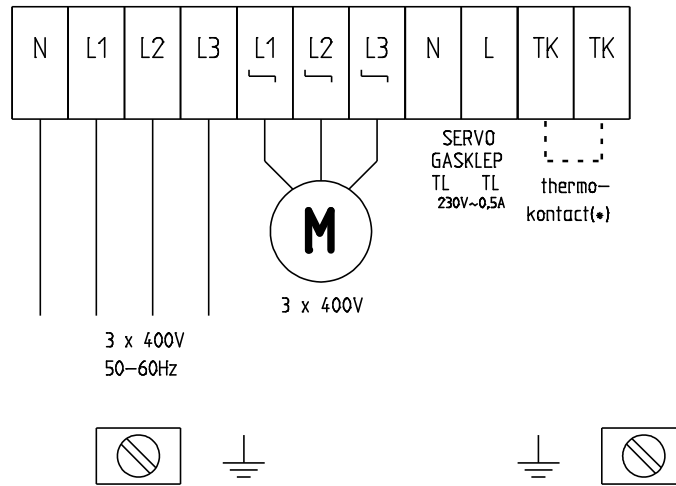 N L1 L2 L3 L1 L2 L3 N L TK TK
SERVO
GASKLEP
TL TL
230V~0,5A
thermo-
kontact(*)
M
3 x 400V
3 x 400V
50-60Hz